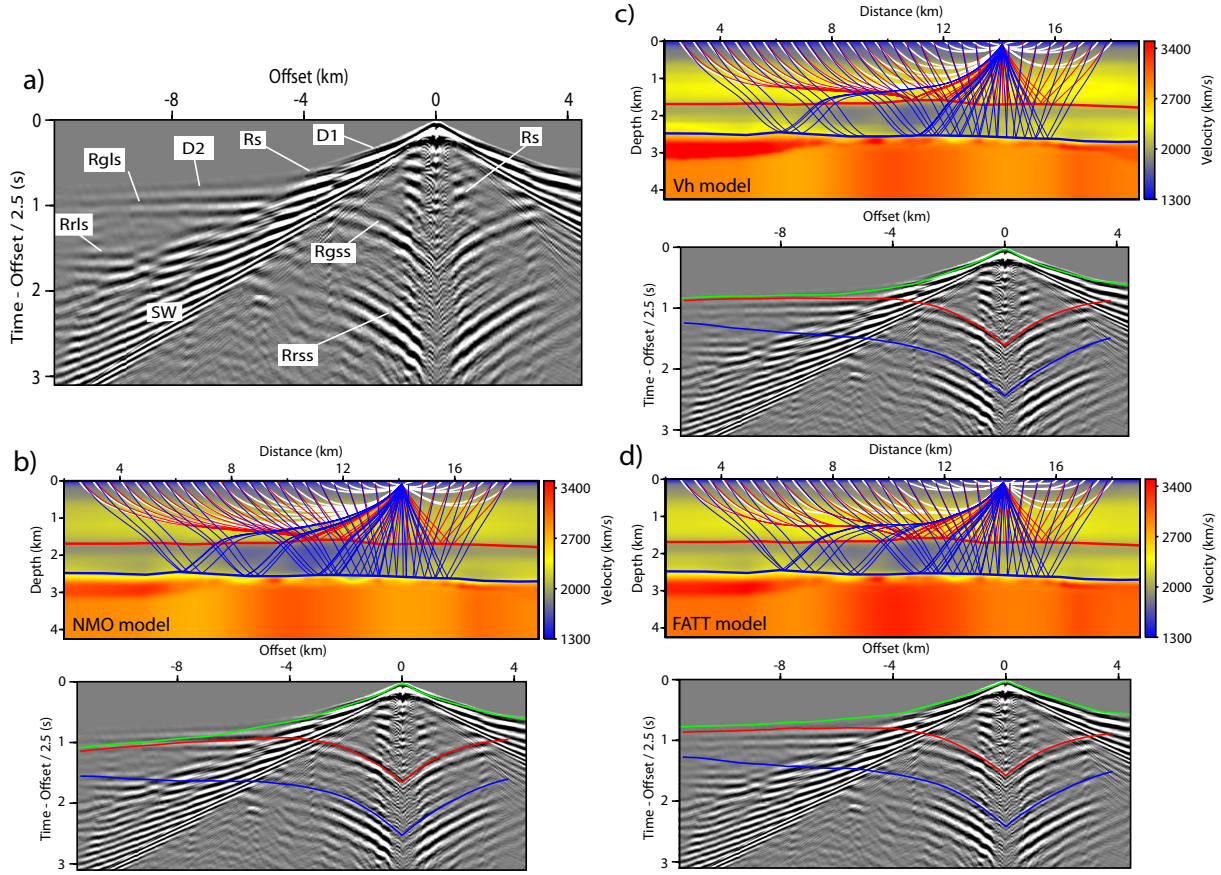 a)
Offset (km)
-8 -4 0 4
0
1
2
3
Time - Offset / 2.5 (s)
D1
Rs
D2
Rgls
Rrls
SW
Rs
Rgss
Rrss
c)
Distance (km)
4 8 12 16
0
1
2
3
4
Depth (km)
Vh model
3400
2700
2000
1300
Velocity (km/s)
Offset (km)
-8 -4 0 4
0
1
2
3
Time - Offset / 2.5 (s)
b)
Distance (km)
4 8 12 16
0
1
2
3
4
Depth (km)
NMO model
3400
2700
2000
1300
Velocity (km/s)
Offset (km)
-8 -4 0 4
0
1
2
3
Time - Offset / 2.5 (s)
d)
Distance (km)
4 8 12 16
0
1
2
3
4
Depth (km)
FATT model
3400
2700
2000
1300
Velocity (km/s)
Offset (km)
-8 -4 0 4
0
1
2
3
Time - Offset / 2.5 (s)